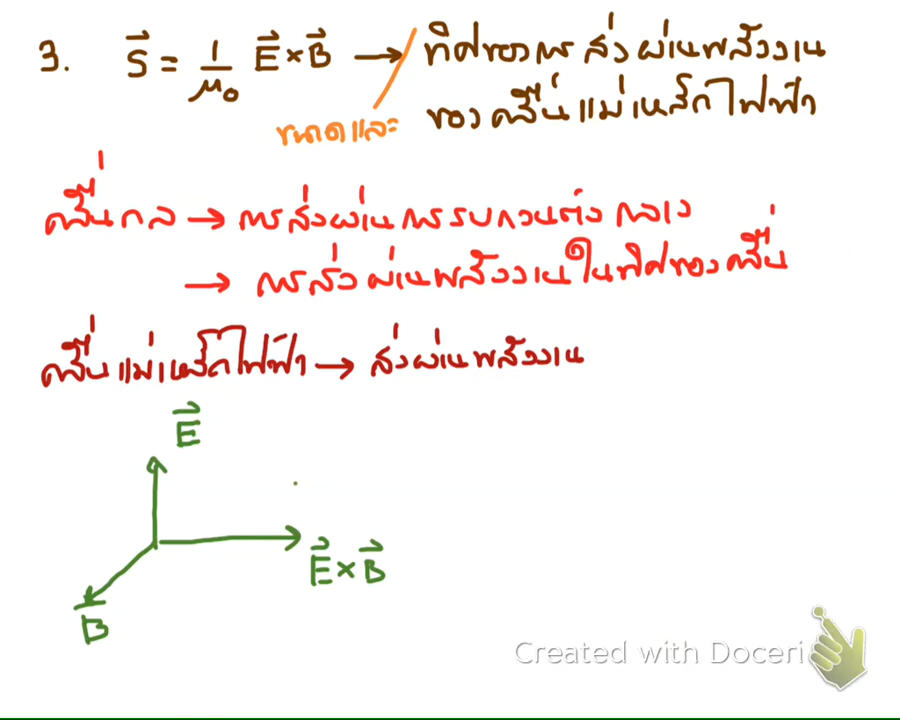 3. S⃗ = 1/μ₀ E⃗ × B⃗ → ทิศของการส่งผ่านพลังงาน
ขนาดและ ของคลื่นแม่เหล็กไฟฟ้า
คลื่นกล → การส่งผ่านการรบกวนตัวกลาง
→ การส่งผ่านพลังงานในทิศของคลื่น
คลื่นแม่เหล็กไฟฟ้า → ส่งผ่านพลังงาน
E⃗
E⃗ × B⃗
B⃗
Created with Doceri